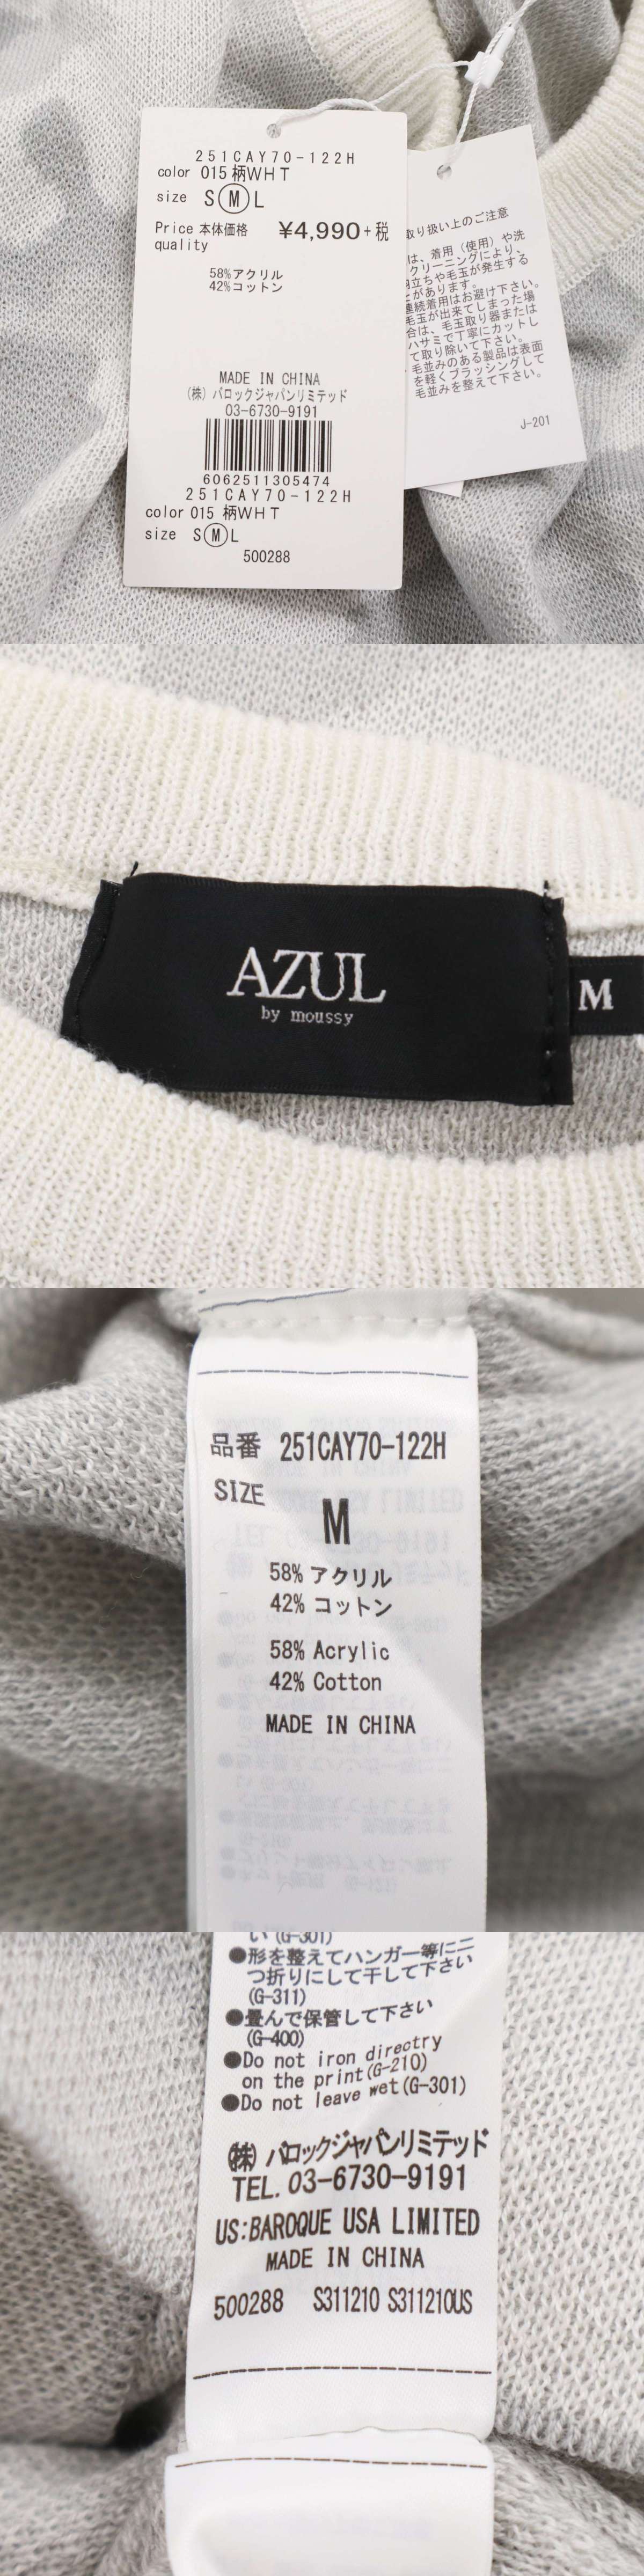 251CAY70-122H
color 015 柄WHT
size S M L
Price 本体価格 ¥4,990+税
quality
58%アクリル
42%コットン
MADE IN CHINA
(株) バロックジャパンリミテッド
03-6730-9191
6062511305474
251CAY70-122H
color 015 柄WHT
size S M L
500288
取り扱い上のご注意
は、着用（使用）や洗
クリーニングにより、
立ちや毛玉が発生する
があります。
連続着用はお避け下さい。
毛玉が出来てしまった場
合は、毛玉取り器または
ハサミで丁寧にカットし
て取り除いて下さい。
毛並みのある製品は表面
を軽くブラッシングして
毛並みを整えて下さい。
J-201
AZUL
by moussy
M
品番 251CAY70-122H
SIZE
M
58% アクリル
42% コットン
58% Acrylic
42% Cotton
MADE IN CHINA
い (G-301)
●形を整えてハンガー等に二
つ折りにして干して下さい
(G-311)
●畳んで保管して下さい
(G-400)
●Do not iron directry
on the print(G-210)
●Do not leave wet(G-301)
(株) バロックジャパンリミテッド
TEL. 03-6730-9191
US:BAROQUE USA LIMITED
MADE IN CHINA
500288 S311210 S311210US